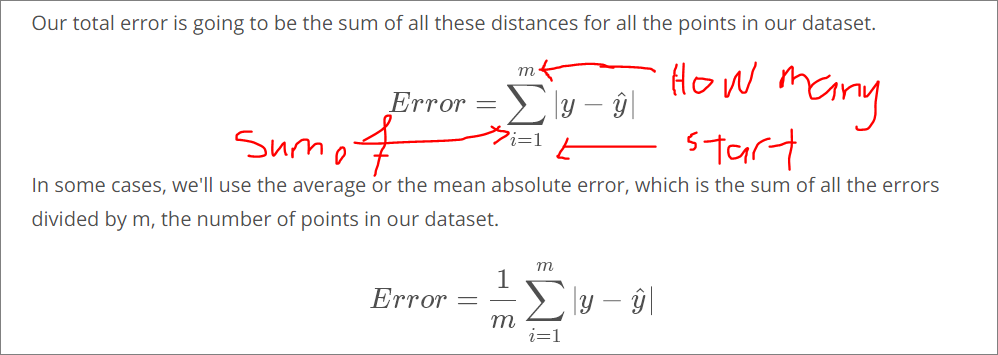 Our total error is going to be the sum of all these distances for all the points in our dataset.
Error = \sum_{i=1}^{m} |y − ŷ|
How many
Sum of
start
In some cases, we'll use the average or the mean absolute error, which is the sum of all the errors
divided by m, the number of points in our dataset.
Error = \frac{1}{m} \sum_{i=1}^{m} |y − ŷ|